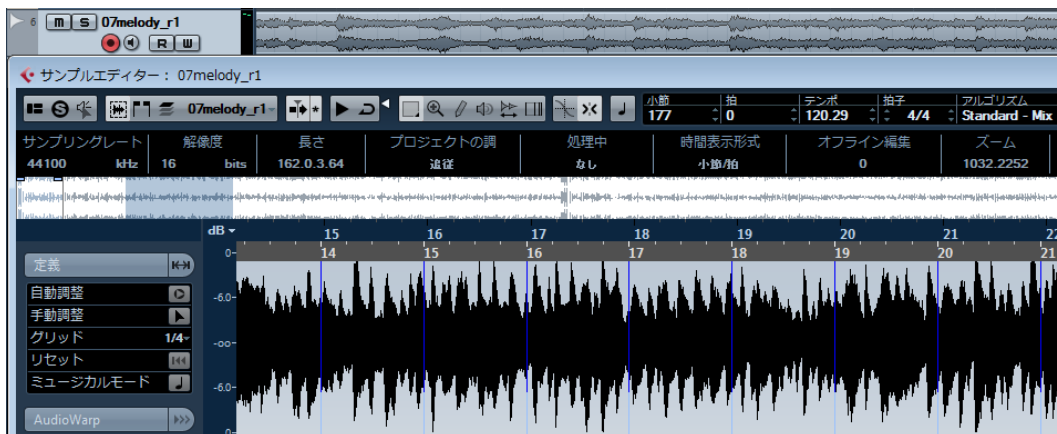 6 m S 07melody_r1
R W
サンプルエディター： 07melody_r1
07melody_r1
小節 拍 テンポ 拍子 アルゴリズム
177 0 120.29 4/4 Standard - Mix
サンプリングレート 解像度 長さ プロジェクトの調 処理中 時間表示形式 オフライン編集 ズーム
44100 kHz 16 bits 162.0.3.64 追従 なし 小節/拍 0 1032.2252
dB 15 16 17 18 19 20 21 22
0 14 15 16 17 18 19 20 21
定義
自動調整
-6.0
手動調整
グリッド 1/4
-oo
リセット
ミュージカルモード
-6.0
AudioWarp
0